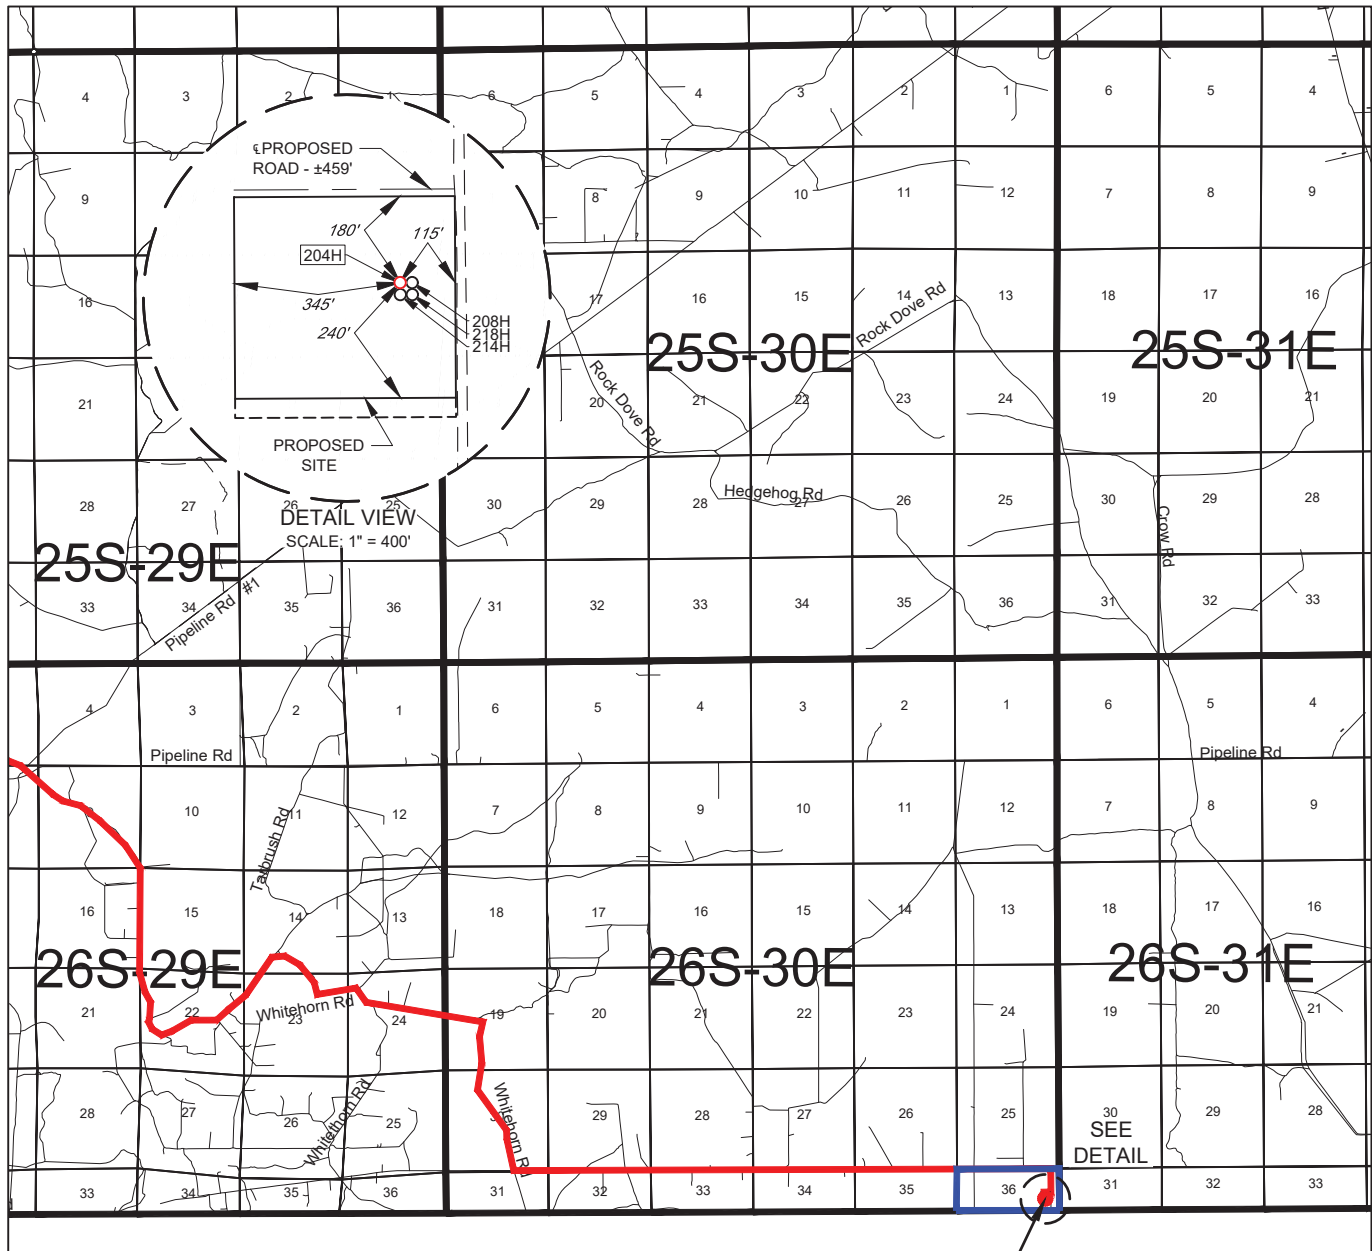 4 3 2 1 6 5 4 3 2 1 6 5 4
℄PROPOSED
ROAD - ±459'
9 8 9 10 11 12 7 8 9
180' 115'
204H
16 17 16 15 14 13 18 17 16
345'
240'
208H
218H
214H
Rock Dove Rd
25S-30E 25S-31E
Rock Dove Rd
21 20 21 22 23 24 19 20 21
PROPOSED
SITE
Hedgehog Rd
28 27 26 25 30 29 28 27 26 25 30 29 28
DETAIL VIEW
SCALE: 1" = 400'
Crow Rd
25S-29E
Pipeline Rd #1
33 34 35 36 31 32 33 34 35 36 31 32 33
4 3 2 1 6 5 4 3 2 1 6 5 4
Pipeline Rd Pipeline Rd
9 10 11 12 7 8 9 10 11 12 7 8 9
Tarbrush Rd
16 15 14 13 18 17 16 15 14 13 18 17 16
26S-29E 26S-30E 26S-31E
21 22 23 24 19 20 21 22 23 24 19 20 21
Whitehorn Rd
28 27 26 25 29 28 27 26 25 30 29 28
Whitethorn Rd
Whitehorn Rd
SEE
DETAIL
33 34 35 36 31 32 33 34 35 36 31 32 33